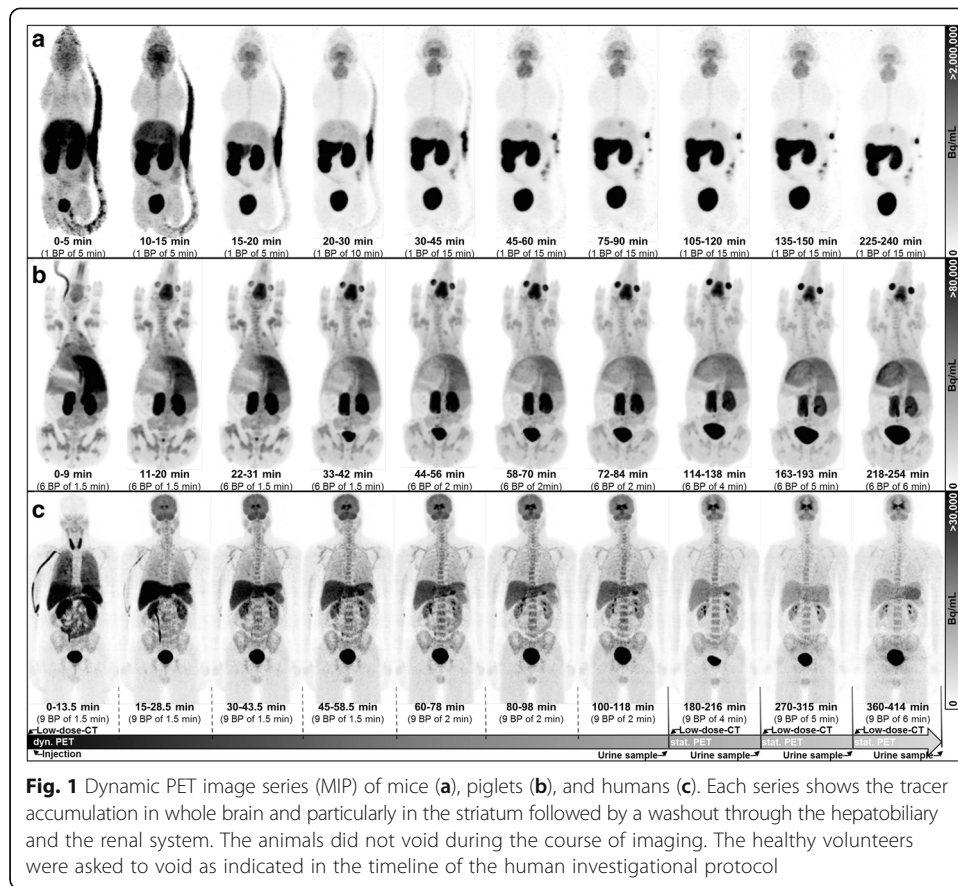 a
>2,000,000
Bq/mL
0
0-5 min 10-15 min 15-20 min 20-30 min 30-45 min 45-60 min 75-90 min 105-120 min 135-150 min 225-240 min
(1 BP of 5 min) (1 BP of 5 min) (1 BP of 5 min) (1 BP of 10 min) (1 BP of 15 min) (1 BP of 15 min) (1 BP of 15 min) (1 BP of 15 min) (1 BP of 15 min) (1 BP of 15 min)
b
>80,000
Bq/mL
0
0-9 min 11-20 min 22-31 min 33-42 min 44-56 min 58-70 min 72-84 min 114-138 min 163-193 min 218-254 min
(6 BP of 1.5 min) (6 BP of 1.5 min) (6 BP of 1.5 min) (6 BP of 1.5 min) (6 BP of 2 min) (6 BP of 2min) (6 BP of 2 min) (6 BP of 4 min) (6 BP of 5 min) (6 BP of 6 min)
c
>30,000
Bq/mL
0
0-13.5 min 15-28.5 min 30-43.5 min 45-58.5 min 60-78 min 80-98 min 100-118 min 180-216 min 270-315 min 360-414 min
(9 BP of 1.5 min) (9 BP of 1.5 min) (9 BP of 1.5 min) (9 BP of 1.5 min) (9 BP of 2 min) (9 BP of 2 min) (9 BP of 2 min) (9 BP of 4 min) (9 BP of 5 min) (9 BP of 6 min)
Low-dose-CT Low-dose-CT Low-dose-CT Low-dose-CT
dyn. PET stat. PET stat. PET stat. PET
Injection Urine sample Urine sample Urine sample Urine sample
Fig. 1 Dynamic PET image series (MIP) of mice (a), piglets (b), and humans (c). Each series shows the tracer
accumulation in whole brain and particularly in the striatum followed by a washout through the hepatobiliary
and the renal system. The animals did not void during the course of imaging. The healthy volunteers
were asked to void as indicated in the timeline of the human investigational protocol